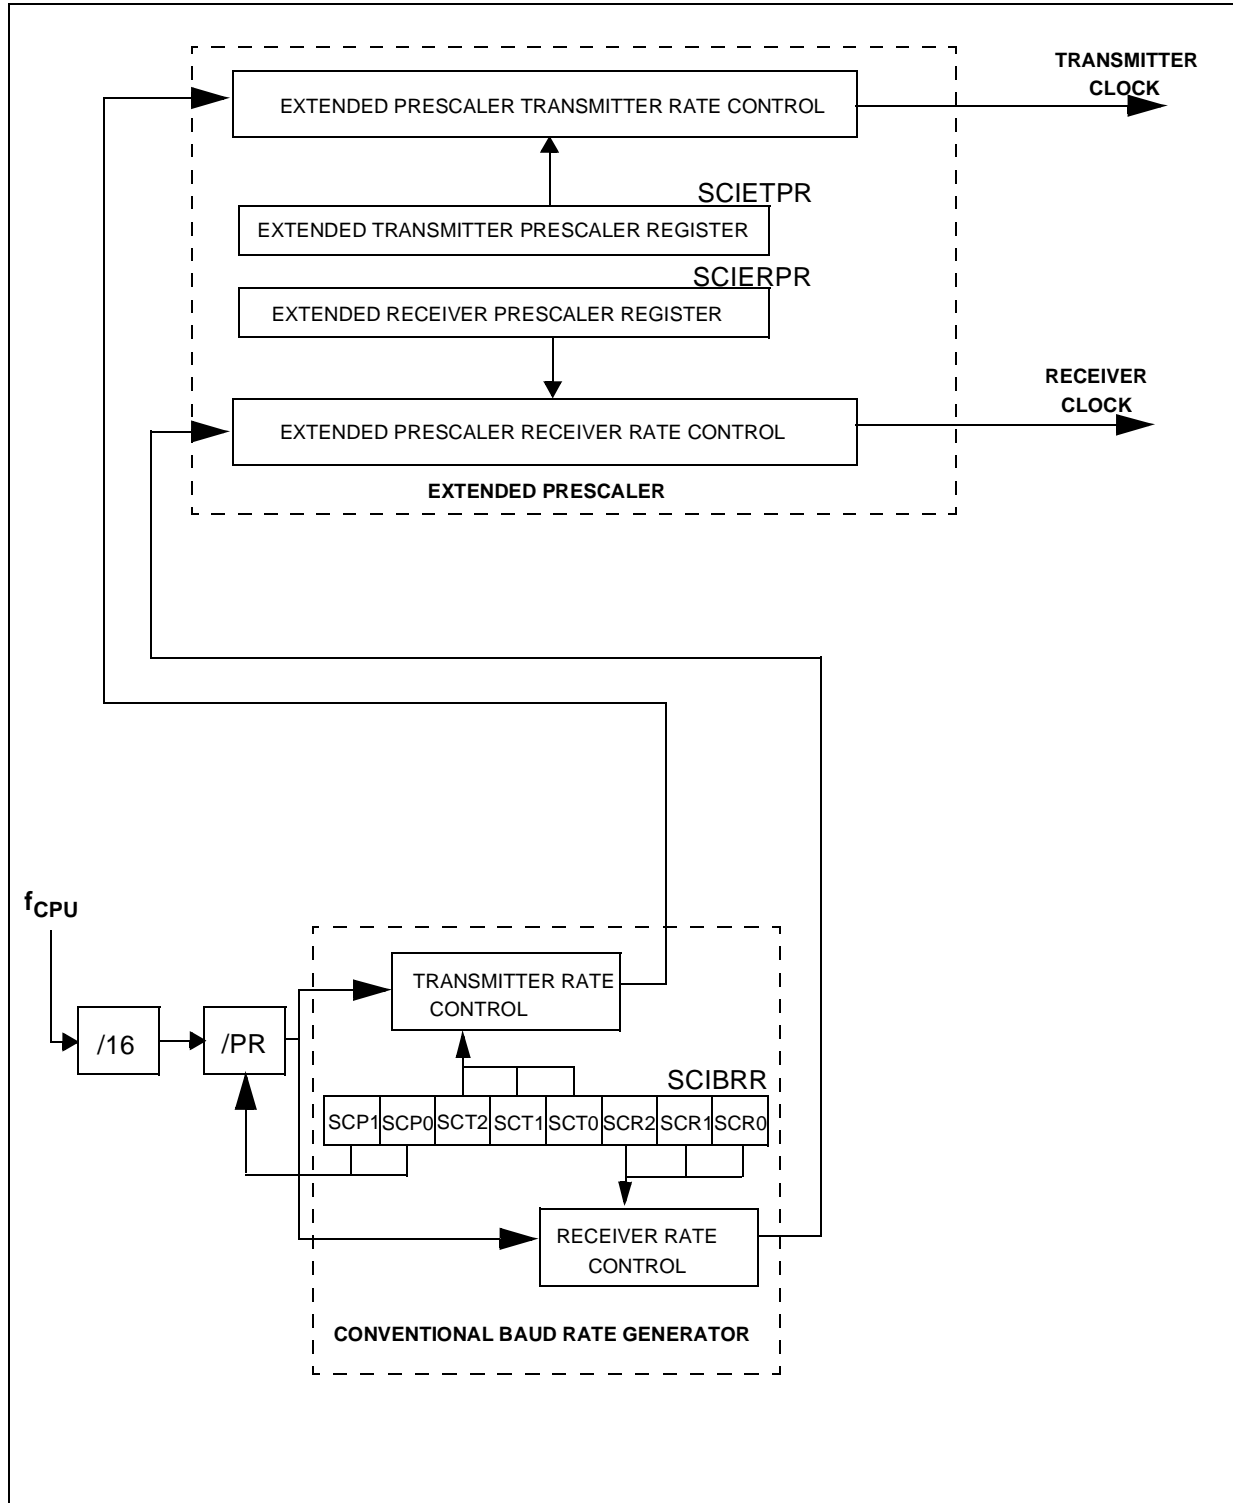 TRANSMITTER
CLOCK
EXTENDED PRESCALER TRANSMITTER RATE CONTROL
SCIETPR
EXTENDED TRANSMITTER PRESCALER REGISTER
SCIERPR
EXTENDED RECEIVER PRESCALER REGISTER
RECEIVER
CLOCK
EXTENDED PRESCALER RECEIVER RATE CONTROL
EXTENDED PRESCALER
fCPU
TRANSMITTER RATE
CONTROL
/16
/PR
SCIBRR
SCP1 SCP0 SCT2 SCT1 SCT0 SCR2 SCR1 SCR0
RECEIVER RATE
CONTROL
CONVENTIONAL BAUD RATE GENERATOR